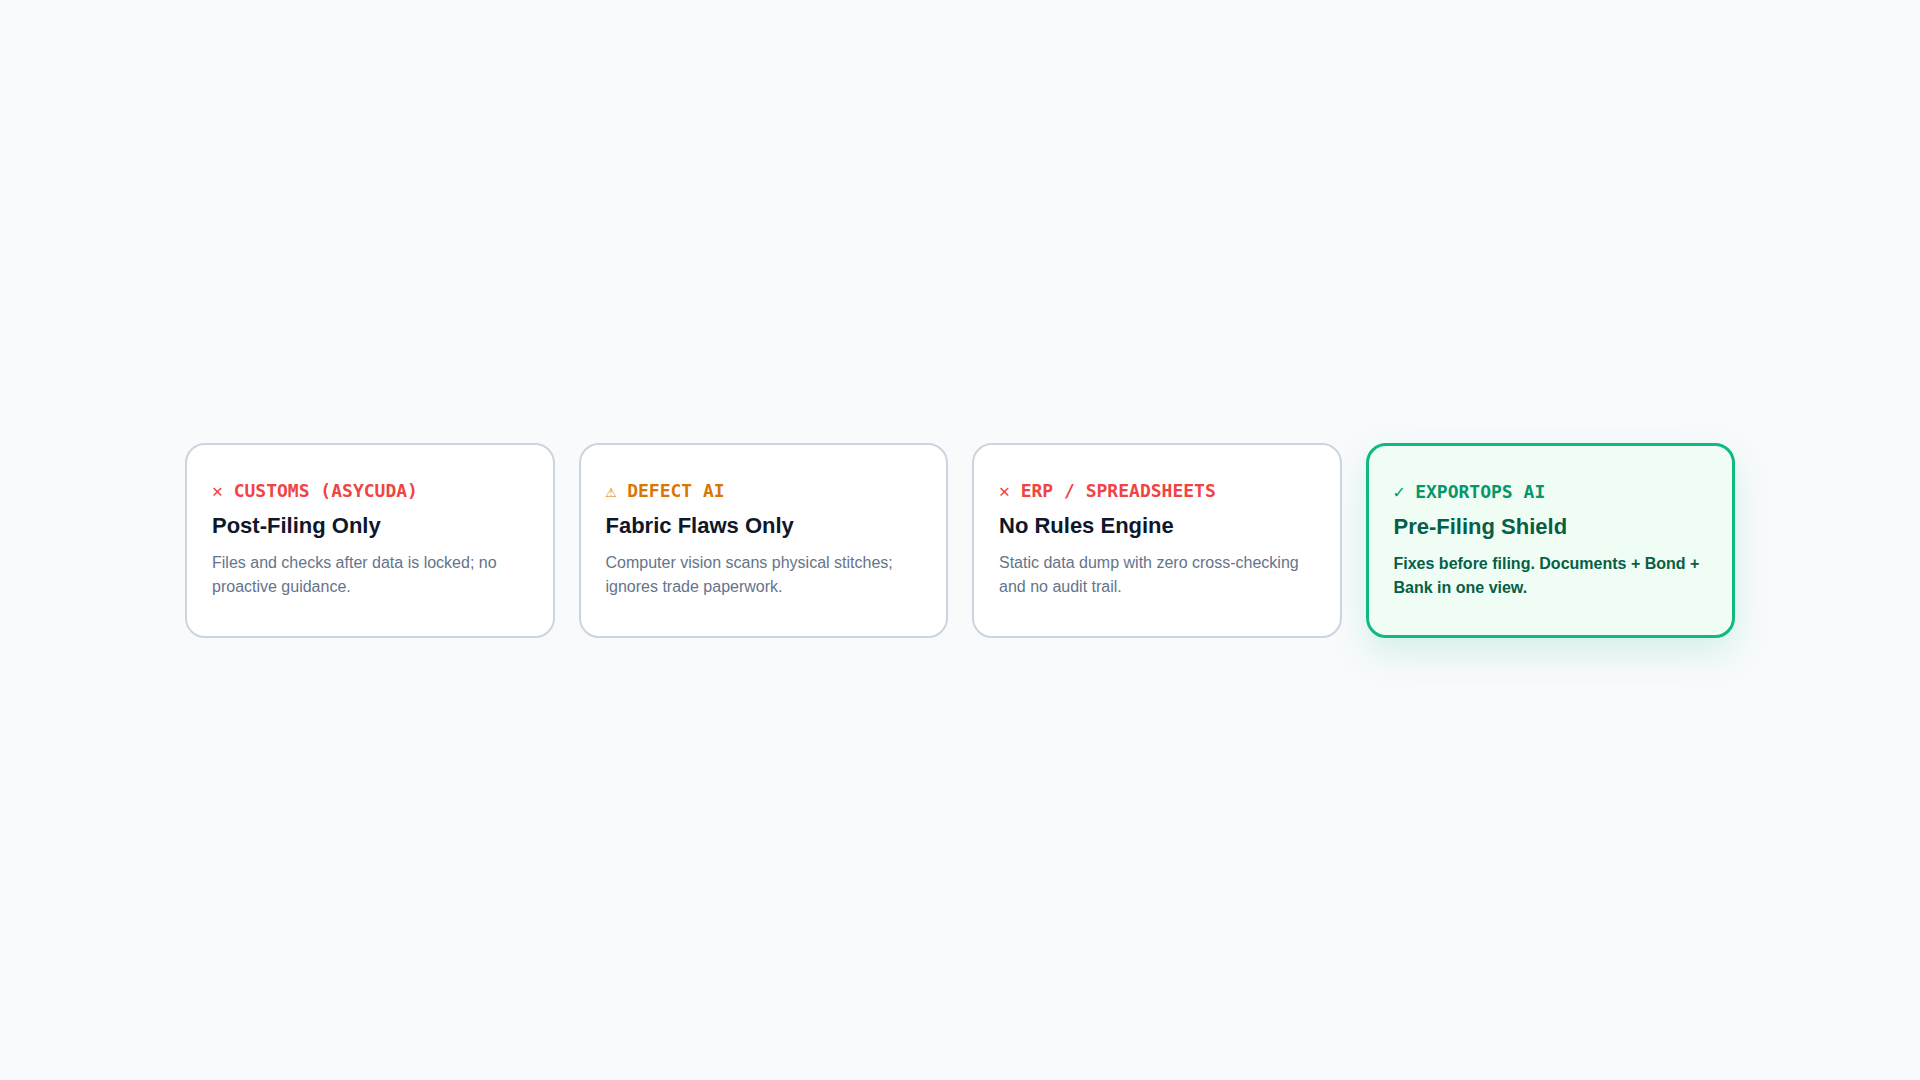 ✕ CUSTOMS (ASYCUDA)
Post-Filing Only
Files and checks after data is locked; no
proactive guidance.
⚠ DEFECT AI
Fabric Flaws Only
Computer vision scans physical stitches;
ignores trade paperwork.
✕ ERP / SPREADSHEETS
No Rules Engine
Static data dump with zero cross-checking
and no audit trail.
✓ EXPORTOPS AI
Pre-Filing Shield
Fixes before filing. Documents + Bond +
Bank in one view.